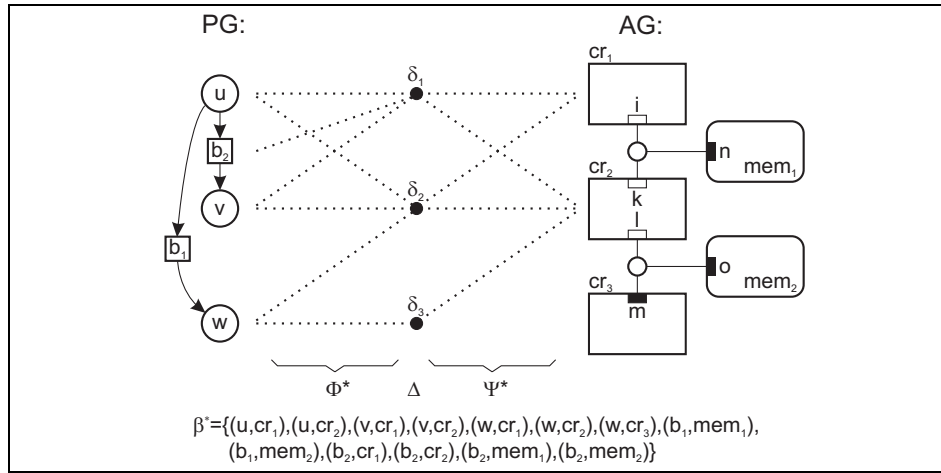 PG:
AG:
cr₁
δ₁
u
i
b₂
n
mem₁
cr₂
δ₂
v
k
l
b₁
o
mem₂
cr₃
δ₃
w
m
Φ* Δ Ψ*
β*={(u,cr₁),(u,cr₂),(v,cr₁),(v,cr₂),(w,cr₁),(w,cr₂),(w,cr₃),(b₁,mem₁),
(b₁,mem₂),(b₂,cr₁),(b₂,cr₂),(b₂,mem₁),(b₂,mem₂)}